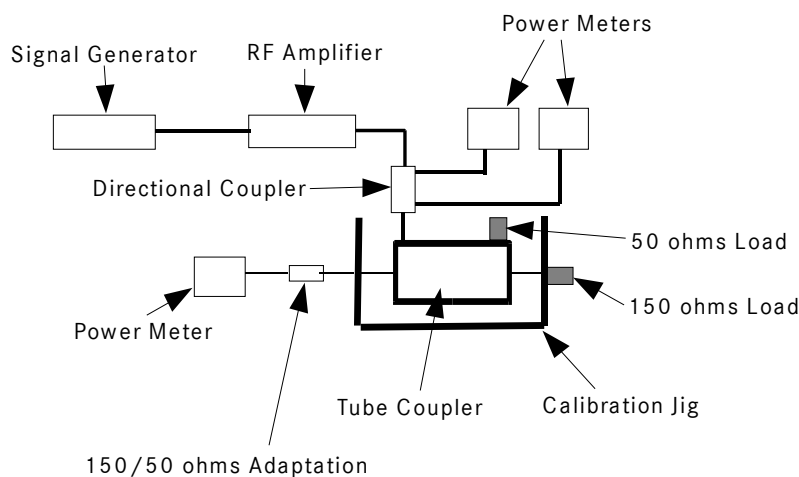 Power Meters
Signal Generator
RF Amplifier
Directional Coupler
50 ohms Load
150 ohms Load
Power Meter
Tube Coupler
Calibration Jig
150/50 ohms Adaptation